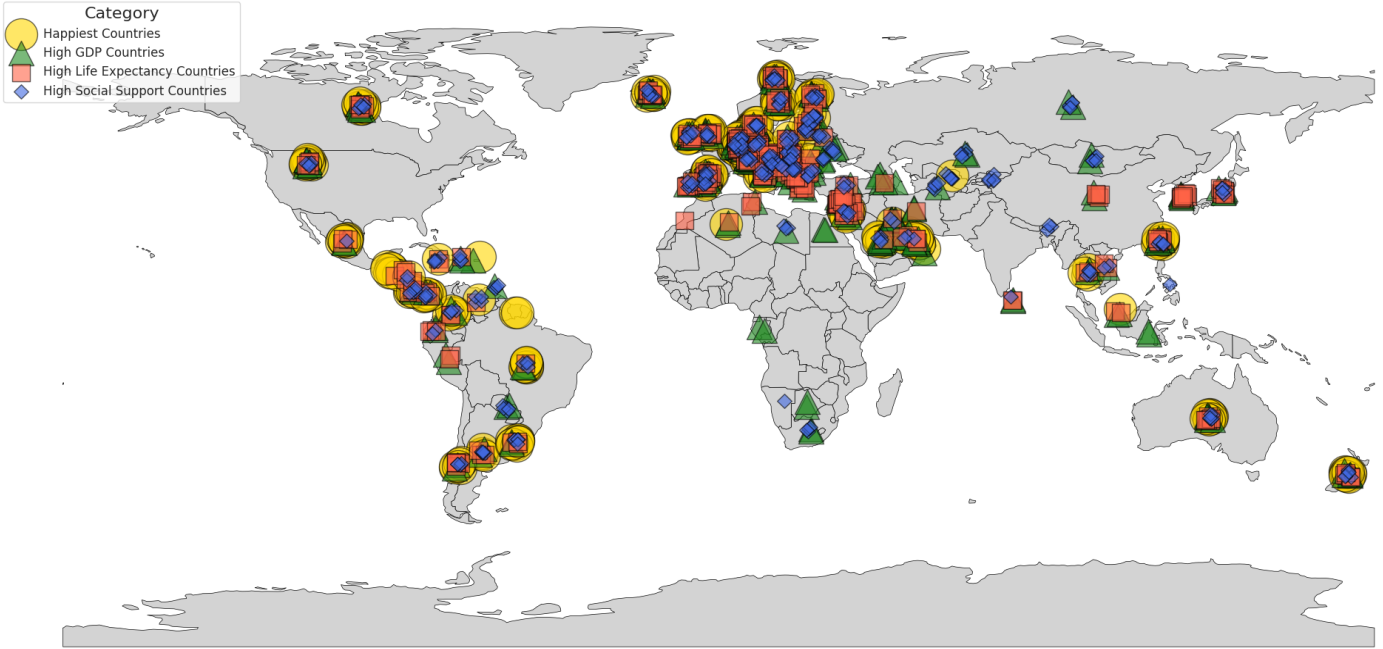 Category
Happiest Countries
High GDP Countries
High Life Expectancy Countries
High Social Support Countries